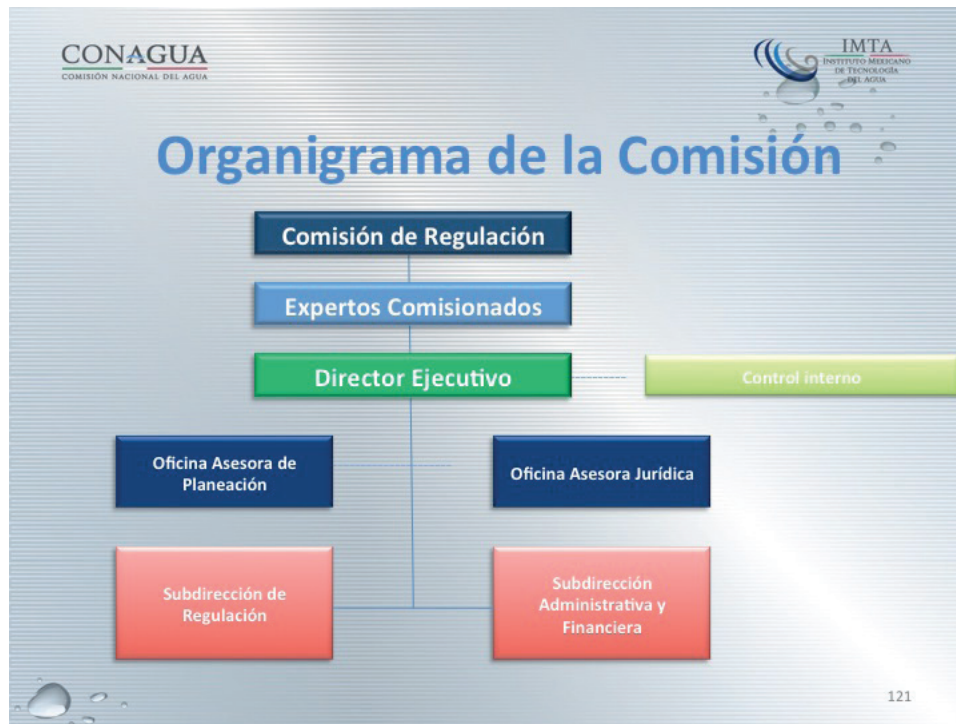 CONAGUA
COMISIÓN NACIONAL DEL AGUA
IMTA
INSTITUTO MEXICANO
DE TECNOLOGÍA
DEL AGUA
Organigrama de la Comisión
Comisión de Regulación
Expertos Comisionados
Director Ejecutivo
Control interno
Oficina Asesora de
Planeación
Oficina Asesora Jurídica
Subdirección de
Regulación
Subdirección
Administrativa y
Financiera
121